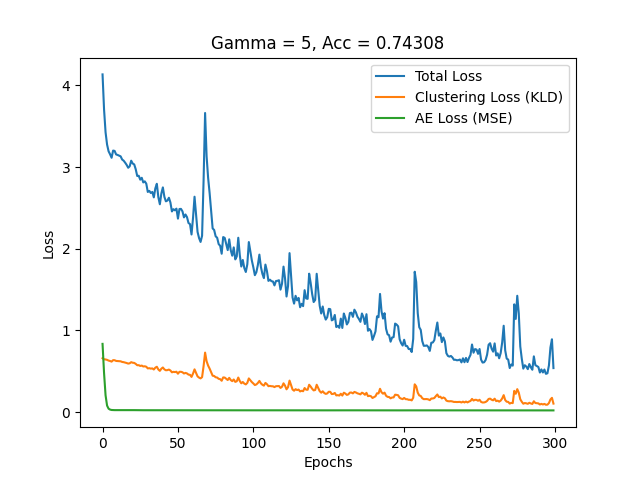 Gamma = 5, Acc = 0.74308
Total Loss
Clustering Loss (KLD)
AE Loss (MSE)
Loss
4
3
2
1
0
0 50 100 150 200 250 300
Epochs